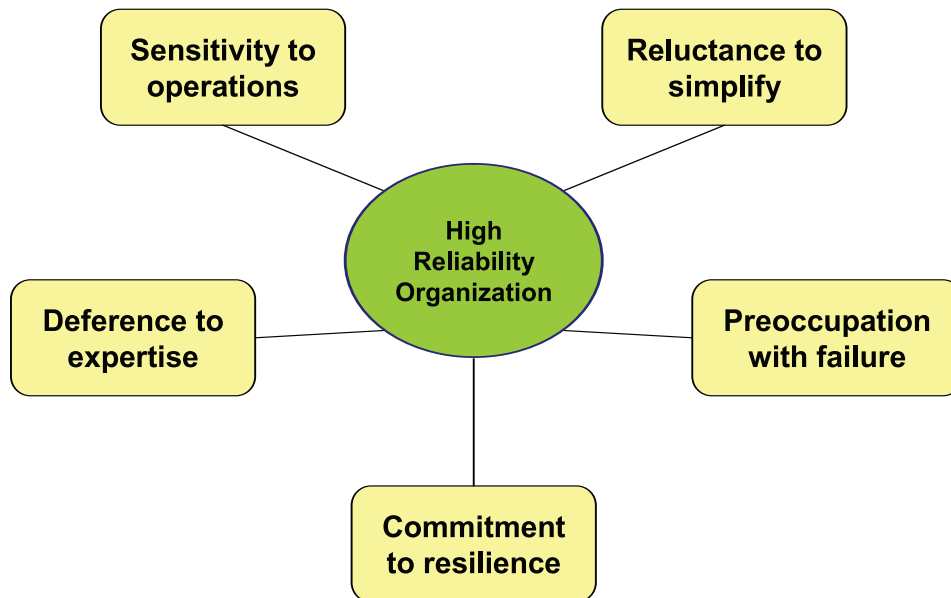 Sensitivity to
operations
Reluctance to
simplify
High
Reliability
Organization
Deference to
expertise
Preoccupation
with failure
Commitment
to resilience